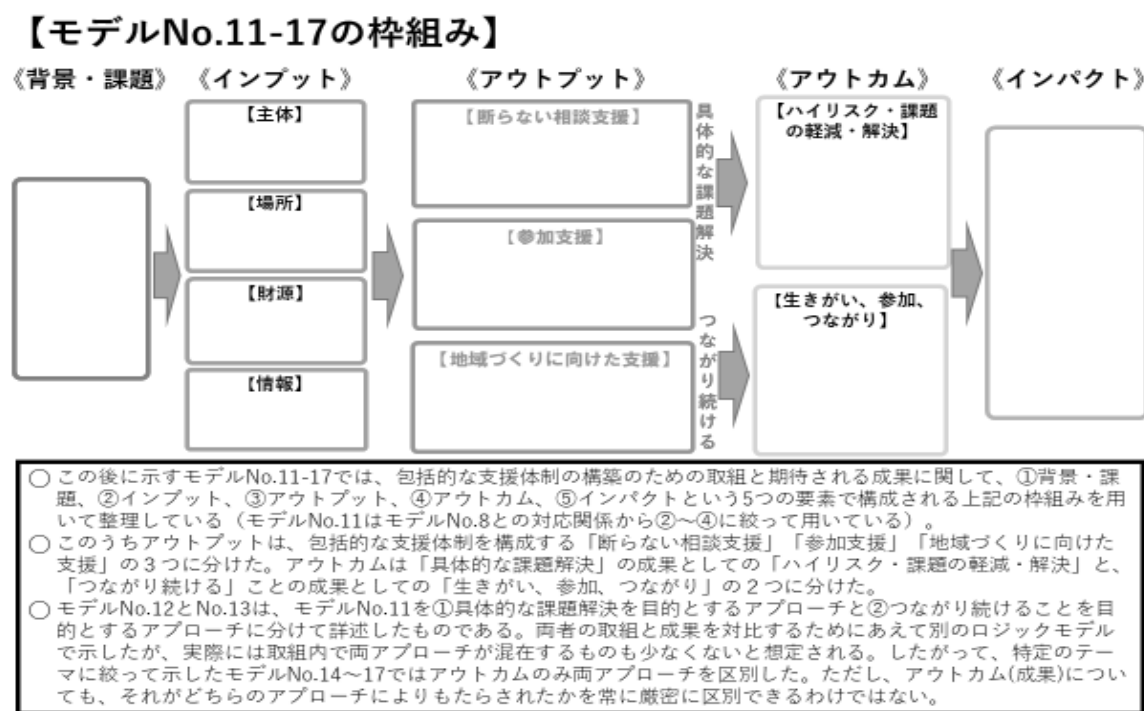 【モデルNo.11-17の枠組み】
《背景・課題》
《インプット》
《アウトプット》
《アウトカム》
《インパクト》
【主体】
【場所】
【財源】
【情報】
【断らない相談支援】
【参加支援】
【地域づくりに向けた支援】
具体的な課題解決
つながり続ける
【ハイリスク・課題
の軽減・解決】
【生きがい、参加、
つながり】
○ この後に示すモデルNo.11-17では、包括的な支援体制の構築のための取組と期待される成果に関して、①背景・課
題、②インプット、③アウトプット、④アウトカム、⑤インパクトという5つの要素で構成される上記の枠組みを用
いて整理している（モデルNo.11はモデルNo.8との対応関係から②～④に絞って用いている）。
○ このうちアウトプットは、包括的な支援体制を構成する「断らない相談支援」「参加支援」「地域づくりに向けた
支援」の３つに分けた。アウトカムは「具体的な課題解決」の成果としての「ハイリスク・課題の軽減・解決」と、
「つながり続ける」ことの成果としての「生きがい、参加、つながり」の２つに分けた。
○ モデルNo.12とNo.13は、モデルNo.11を①具体的な課題解決を目的とするアプローチと②つながり続けることを目
的とするアプローチに分けて詳述したものである。両者の取組と成果を対比するためにあえて別のロジックモデル
で示したが、実際には取組内で両アプローチが混在するものも少なくないと想定される。したがって、特定のテー
マに絞って示したモデルNo.14～17ではアウトカムのみ両アプローチを区別した。ただし、アウトカム(成果)につい
ても、それがどちらのアプローチによりもたらされたかを常に厳密に区別できるわけではない。